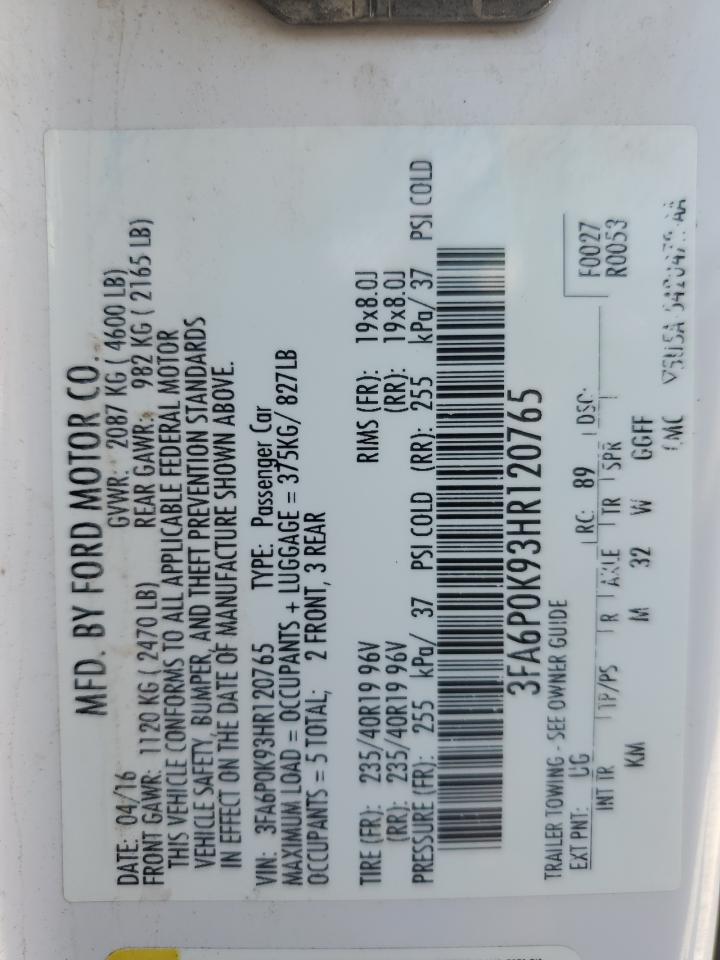 MFD. BY FORD MOTOR CO.
DATE: 04/16 GVWR: 2087 KG ( 4600 LB)
FRONT GAWR: 1120 KG ( 2470 LB) REAR GAWR: 982 KG ( 2165 LB)
THIS VEHICLE CONFORMS TO ALL APPLICABLE FEDERAL MOTOR
VEHICLE SAFETY, BUMPER, AND THEFT PREVENTION STANDARDS
IN EFFECT ON THE DATE OF MANUFACTURE SHOWN ABOVE.
VIN: 3FA6P0K93HR120765 TYPE: Passenger Car
MAXIMUM LOAD = OCCUPANTS + LUGGAGE = 375KG/ 827LB
OCCUPANTS = 5 TOTAL; 2 FRONT, 3 REAR
TIRE (FR): 235/40R19 96V RIMS (FR): 19x8.0J
(RR): 235/40R19 96V (RR): 19x8.0J
PRESSURE (FR): 255 kPa/ 37 PSI COLD (RR): 255 kPa/ 37 PSI COLD
3FA6P0K93HR120765
TRAILER TOWING - SEE OWNER GUIDE
EXT PNT: UG RC: 89 DSO: F0027
R0053
INT TR TP/PS R AXLE TR SPR
KM M 32 W GGFF